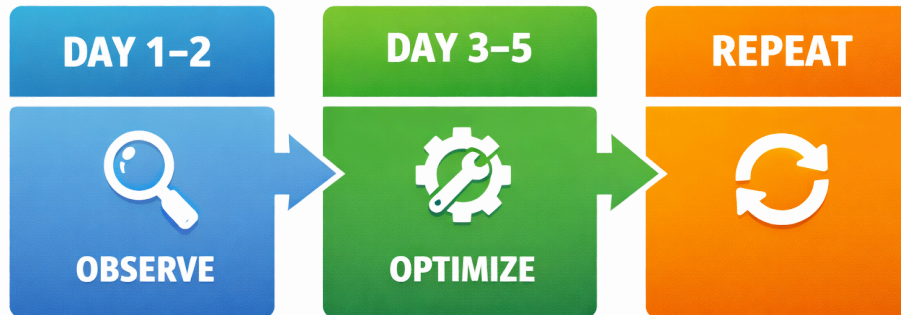 DAY 1–2
DAY 3–5
REPEAT
OBSERVE
OPTIMIZE